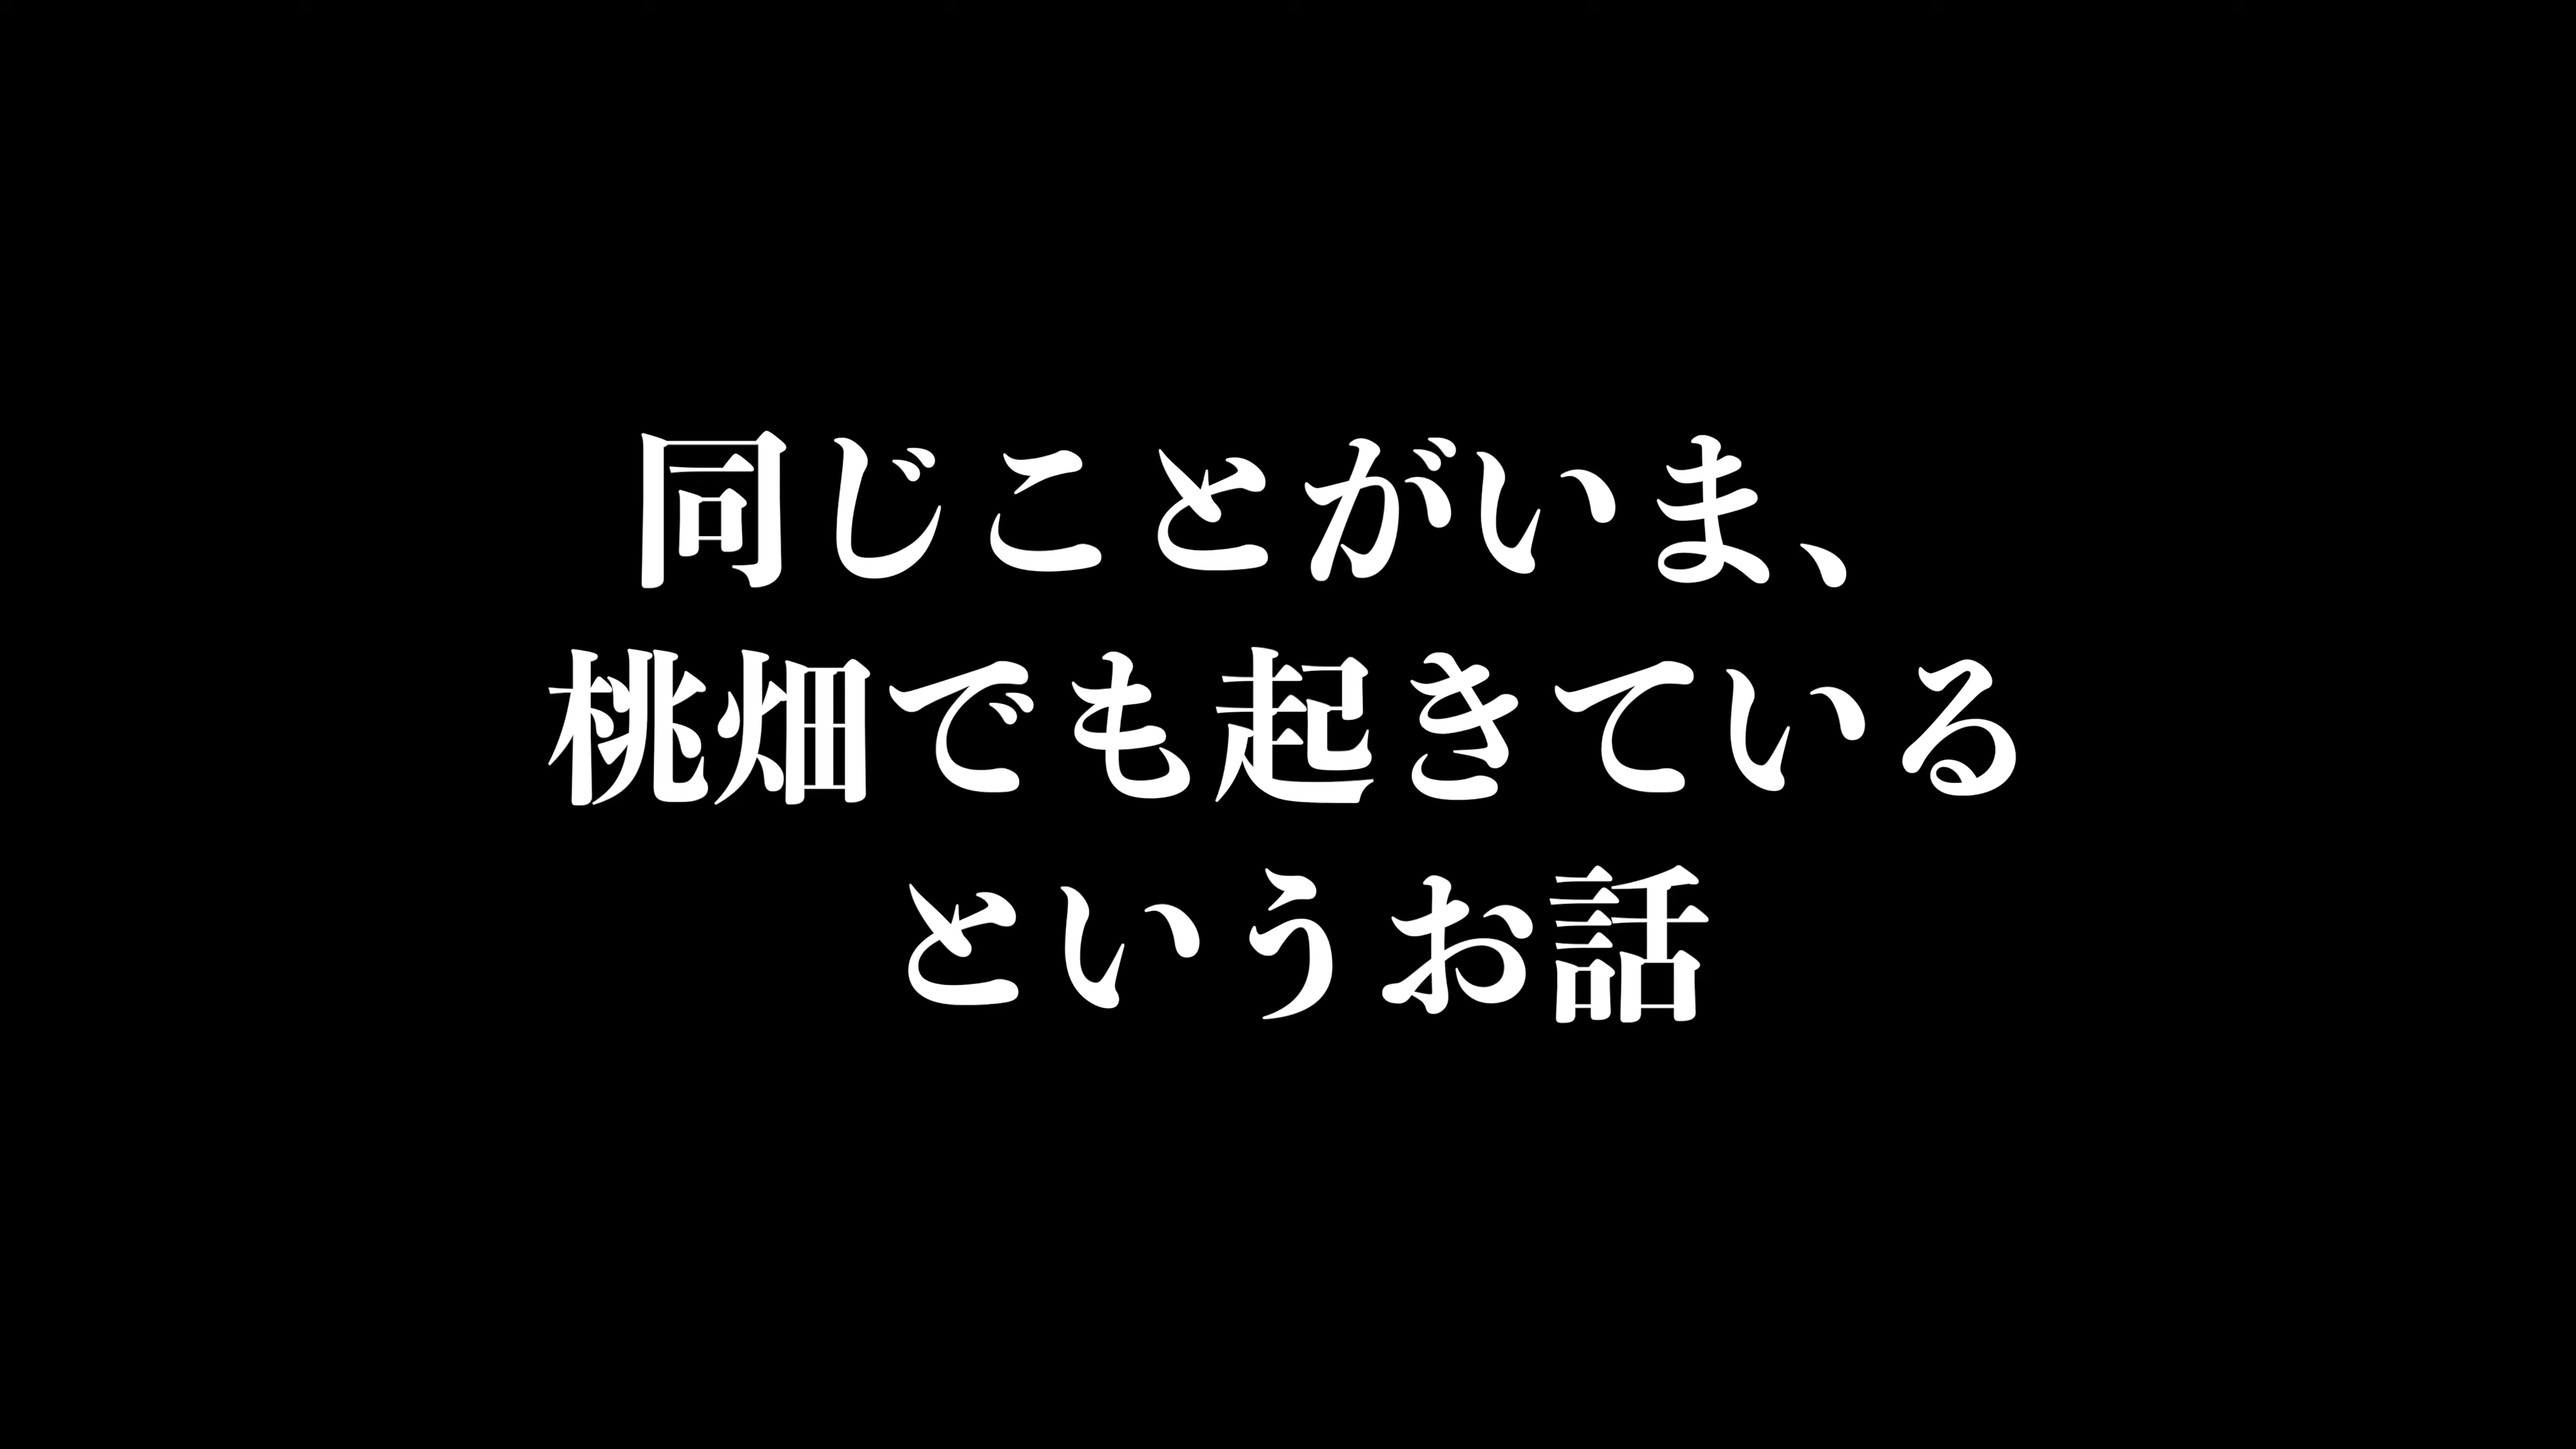 同じことがいま、
桃畑でも起きている
というお話